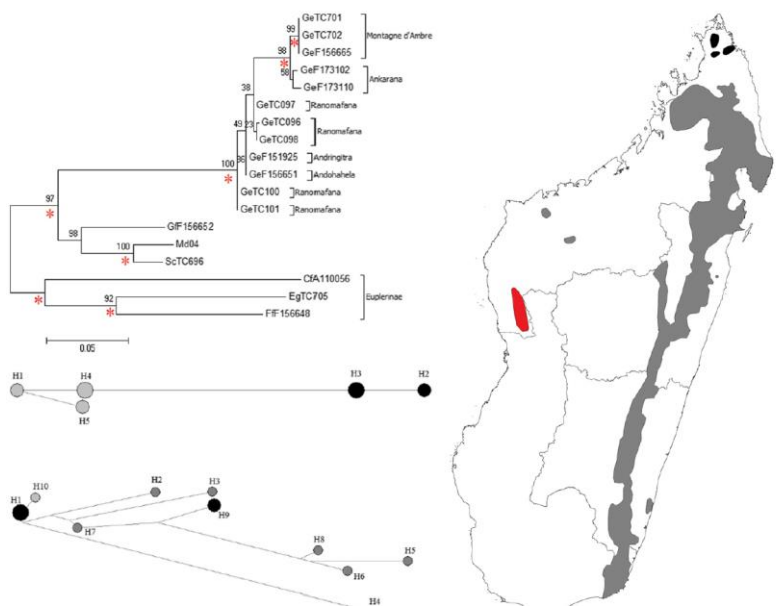 GeTC701
99
GeTC702 Montagne d'Ambre
98
GeF156665
GeF173102 Ankarana
58
GeF173110
38
GeTC097 Ranomafana
GeTC096 Ranomafana
49 23
GeTC098
GeF151925 Andringitra
36
100
GeF156651 Andohahela
GeTC100 Ranomafana
97
GeTC101 Ranomafana
GfF156652
98
100
Md04
ScTC696
CfA110056 Euplerinae
92
EgTC705
FfF156648
0.05
H1 H4 H3 H2
H5
H10 H2 H3
H1 H9
H7
H8 H5
H6
H4